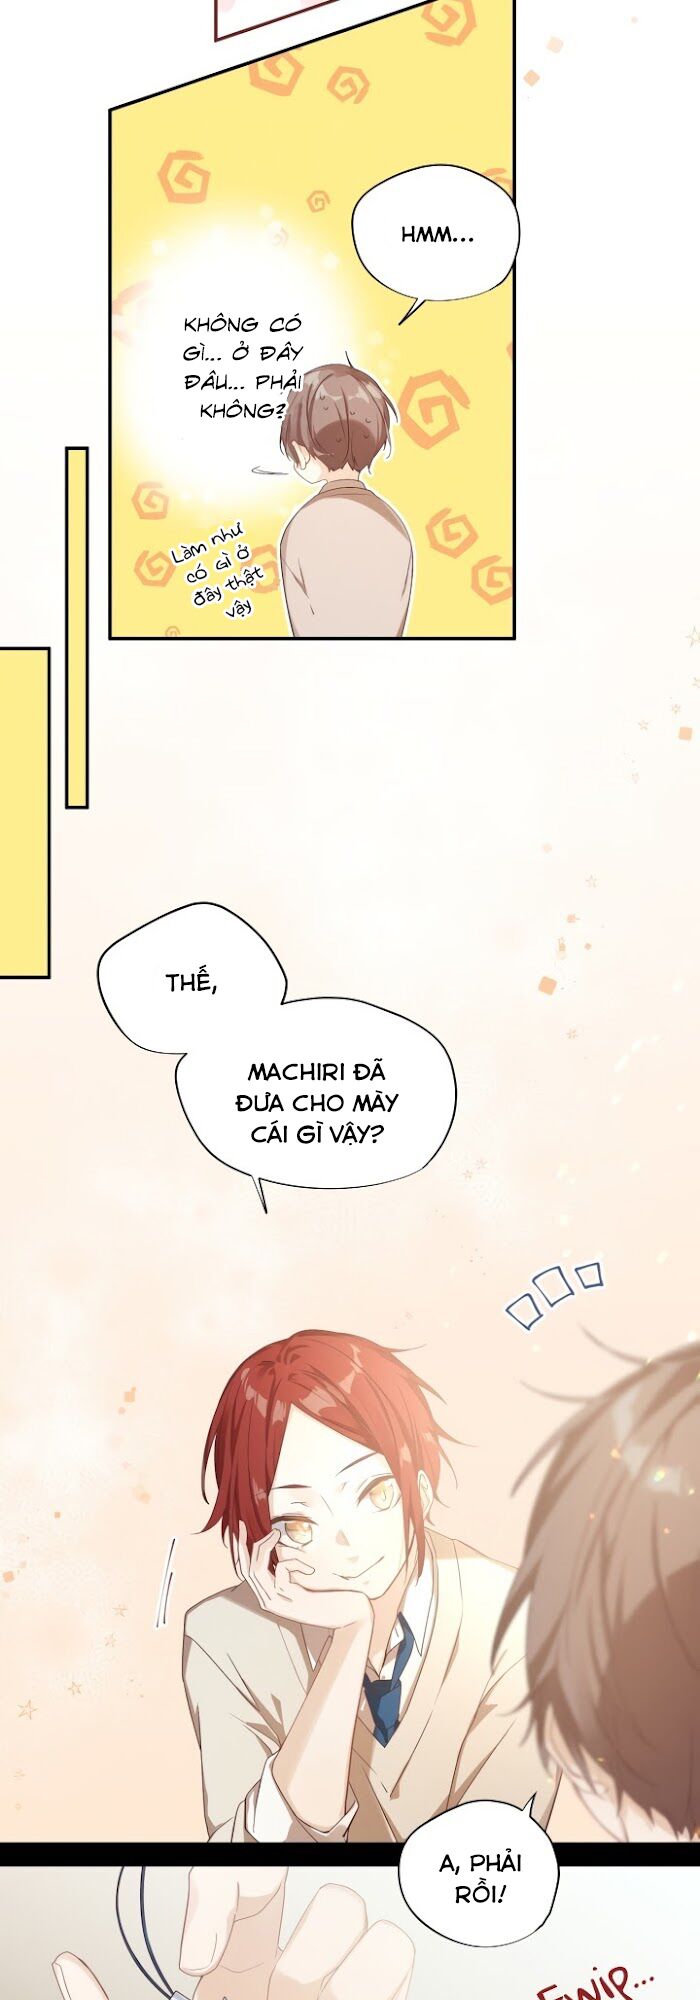 HMM...
KHÔNG CÓ
GÌ... Ở ĐÂY
ĐÂU... PHẢI
KHÔNG?
Làm như
có gì ở
đây thật
vậy
THẾ,
MACHIRI ĐÃ
ĐƯA CHO MÀY
CÁI GÌ VẬY?
A, PHẢI
RỒI!
FWIP...